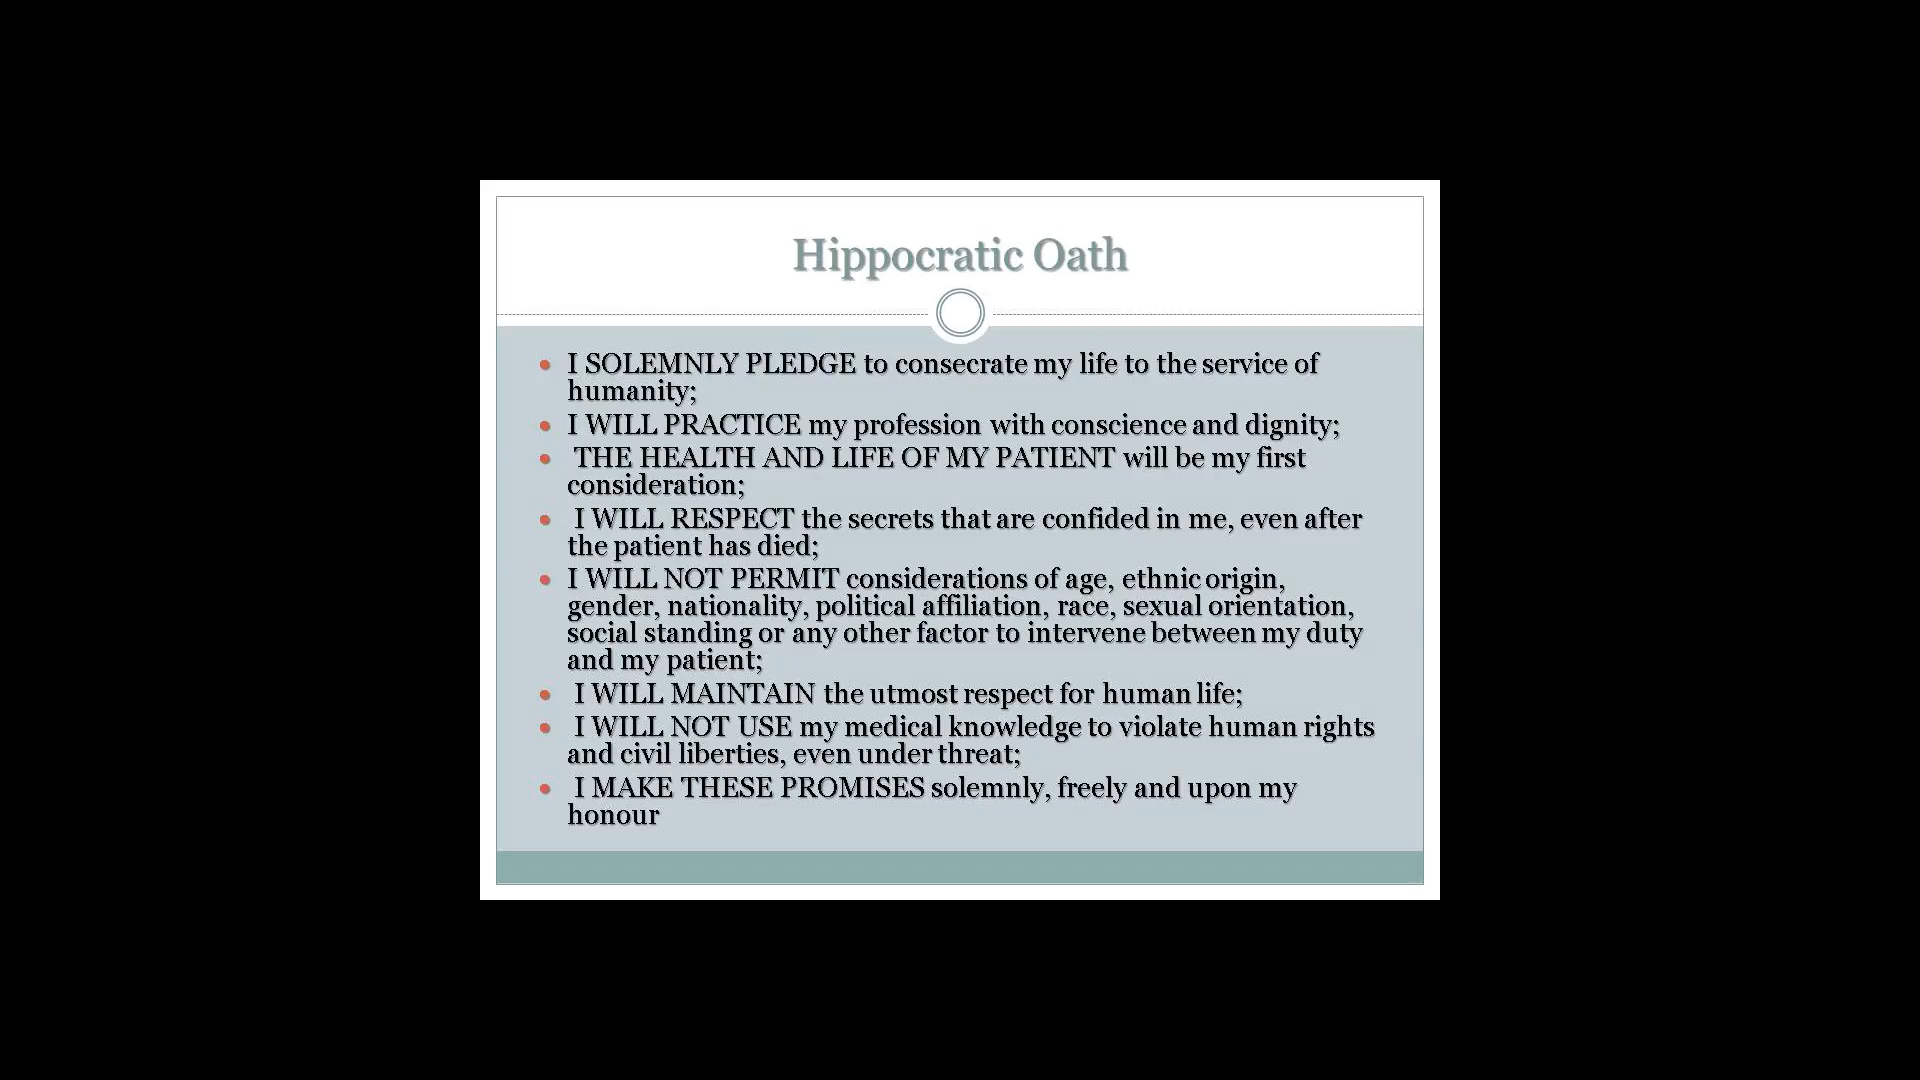 Hippocratic Oath
• I SOLEMNLY PLEDGE to consecrate my life to the service of
humanity;
• I WILL PRACTICE my profession with conscience and dignity;
• THE HEALTH AND LIFE OF MY PATIENT will be my first
consideration;
• I WILL RESPECT the secrets that are confided in me, even after
the patient has died;
• I WILL NOT PERMIT considerations of age, ethnic origin,
gender, nationality, political affiliation, race, sexual orientation,
social standing or any other factor to intervene between my duty
and my patient;
• I WILL MAINTAIN the utmost respect for human life;
• I WILL NOT USE my medical knowledge to violate human rights
and civil liberties, even under threat;
• I MAKE THESE PROMISES solemnly, freely and upon my
honour